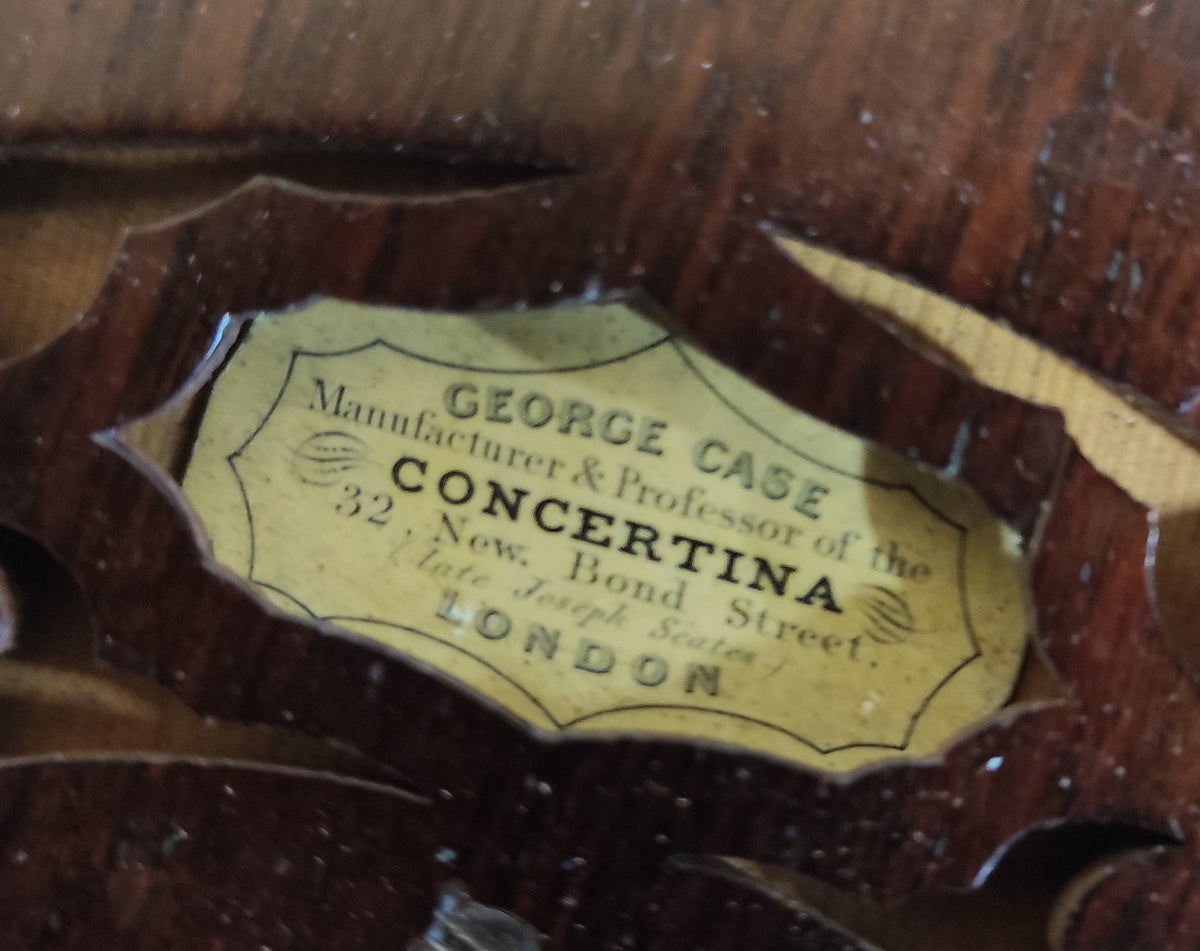 GEORGE CASE
Manufacturer & Professor of the
CONCERTINA
32, New. Bond Street.
(late Joseph Scates)
LONDON